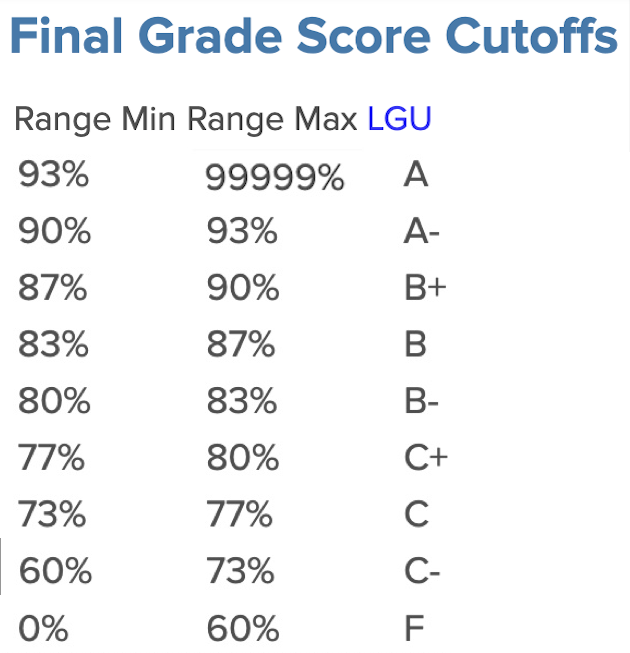 Final Grade Score Cutoffs
Range Min Range Max LGU
93% 99999% A
90% 93% A-
87% 90% B+
83% 87% B
80% 83% B-
77% 80% C+
73% 77% C
60% 73% C-
0% 60% F